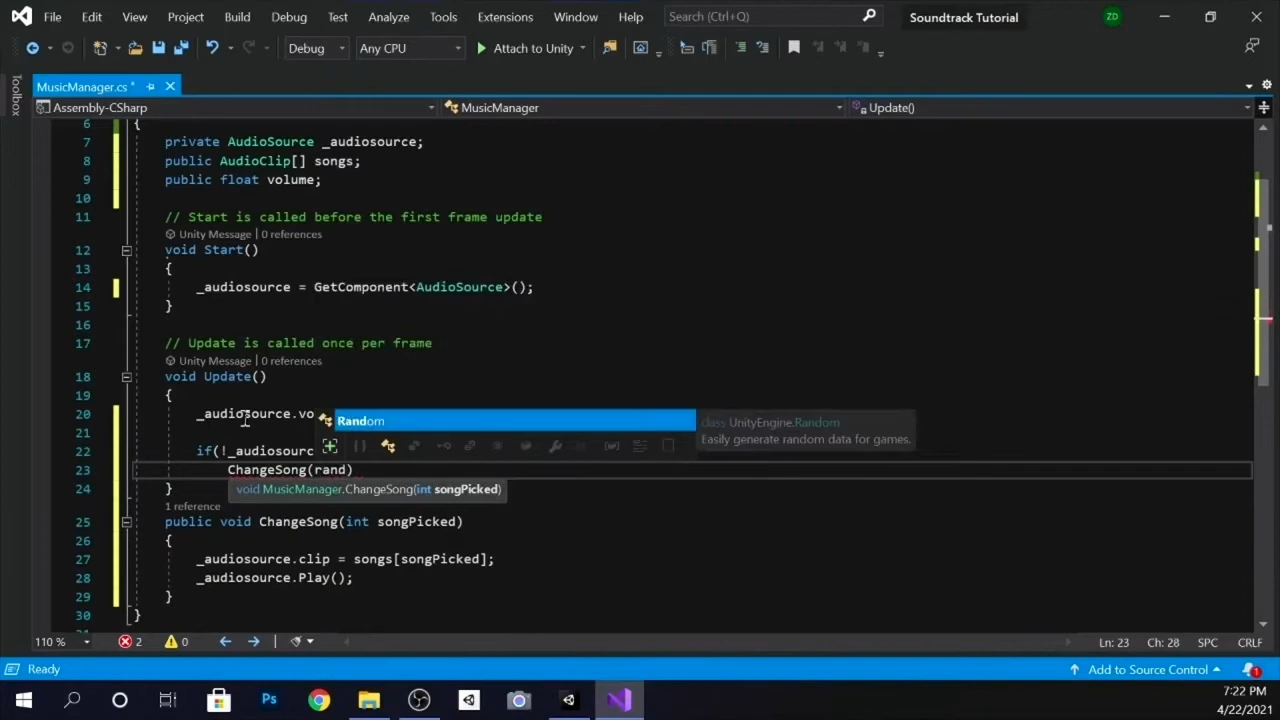 File Edit View Project Build Debug Test Analyze Tools Extensions Window Help Search (Ctrl+Q) Soundtrack Tutorial ZD
Debug Any CPU Attach to Unity
Toolbox
MusicManager.cs*
Assembly-CSharp MusicManager Update()
6 {
7 private AudioSource _audiosource;
8 public AudioClip[] songs;
9 public float volume;
10
11 // Start is called before the first frame update
Unity Message | 0 references
12 void Start()
13 {
14 _audiosource = GetComponent<AudioSource>();
15 }
16
17 // Update is called once per frame
Unity Message | 0 references
18 void Update()
19 {
20 _audiosource.vo
Random class UnityEngine.Random
21
Easily generate random data for games.
22 if(!_audiosourc
23 ChangeSong(rand)
24 }
void MusicManager.ChangeSong(int songPicked)
1 reference
25 public void ChangeSong(int songPicked)
26 {
27 _audiosource.clip = songs[songPicked];
28 _audiosource.Play();
29 }
30 }
110 % 2 0 Ln: 23 Ch: 28 SPC CRLF
Ready Add to Source Control 1
Ps
7:22 PM
4/22/2021